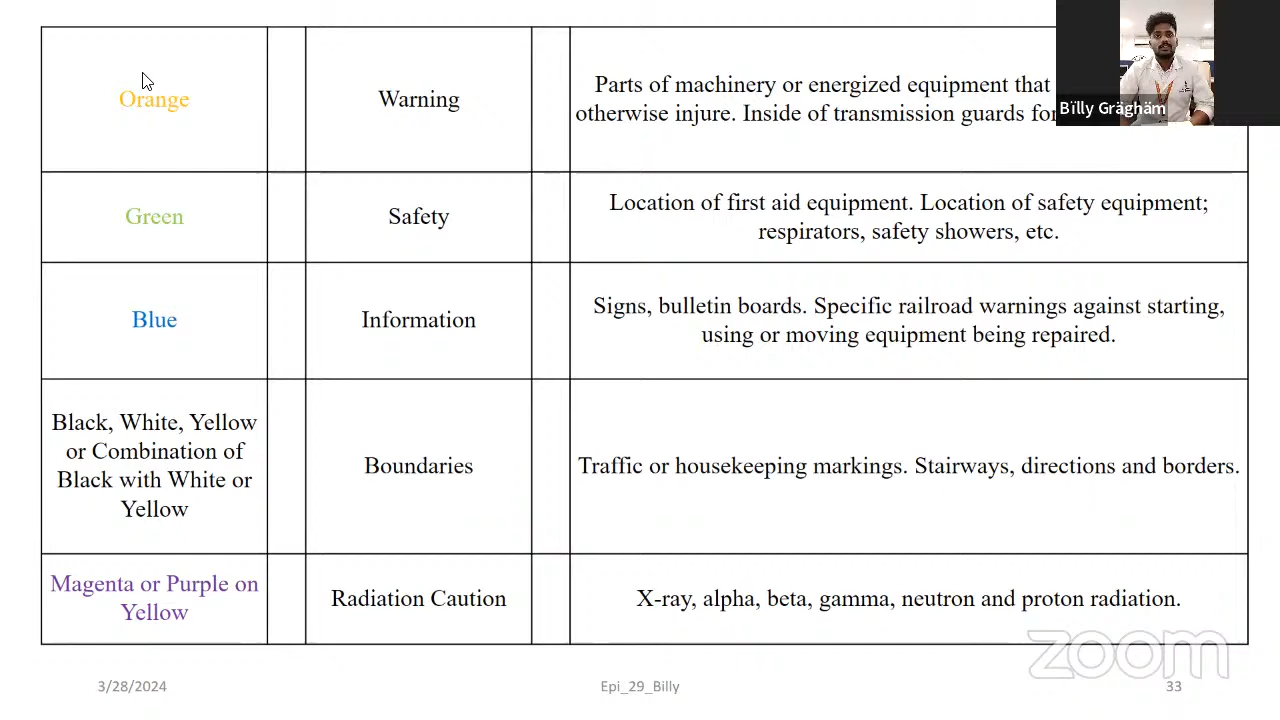 Orange
Warning
Parts of machinery or energized equipment that
otherwise injure. Inside of transmission guards for
Bïlly Gräghäm
Green
Safety
Location of first aid equipment. Location of safety equipment;
respirators, safety showers, etc.
Blue
Information
Signs, bulletin boards. Specific railroad warnings against starting,
using or moving equipment being repaired.
Black, White, Yellow
or Combination of
Black with White or
Yellow
Boundaries
Traffic or housekeeping markings. Stairways, directions and borders.
Magenta or Purple on
Yellow
Radiation Caution
X-ray, alpha, beta, gamma, neutron and proton radiation.
zoom
3/28/2024
Epi_29_Billy
33